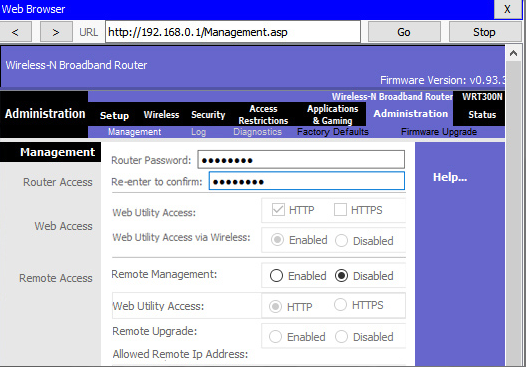 Web Browser X
< > URL http://192.168.0.1/Management.asp Go Stop
Wireless-N Broadband Router
Firmware Version: v0.93.3
Wireless-N Broadband Router WRT300N
Administration Setup Wireless Security Access Restrictions Applications & Gaming Administration Status
Management Log Diagnostics Factory Defaults Firmware Upgrade
Management
Router Access
Router Password: ●●●●●●●●
Re-enter to confirm: ●●●●●●●●
Help...
Web Access
Web Utility Access: HTTP HTTPS
Web Utility Access via Wireless: Enabled Disabled
Remote Access
Remote Management: Enabled Disabled
Web Utility Access: HTTP HTTPS
Remote Upgrade: Enabled Disabled
Allowed Remote Ip Address: